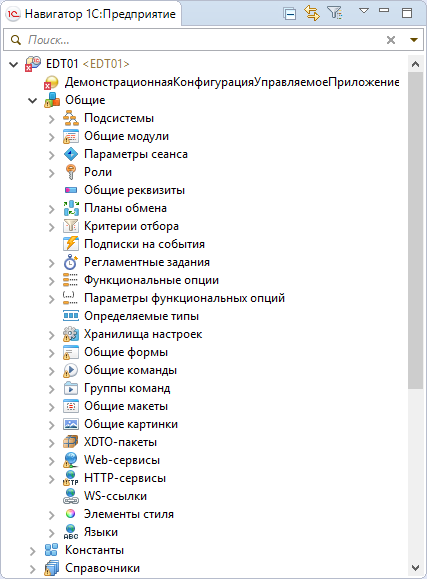 Навигатор 1С:Предприятие
Поиск...
EDT01 <EDT01>
ДемонстрационнаяКонфигурацияУправляемоеПриложение
Общие
Подсистемы
Общие модули
Параметры сеанса
Роли
Общие реквизиты
Планы обмена
Критерии отбора
Подписки на события
Регламентные задания
Функциональные опции
Параметры функциональных опций
Определяемые типы
Хранилища настроек
Общие формы
Общие команды
Группы команд
Общие макеты
Общие картинки
XDTO-пакеты
Web-сервисы
HTTP-сервисы
WS-ссылки
Элементы стиля
Языки
Константы
Справочники